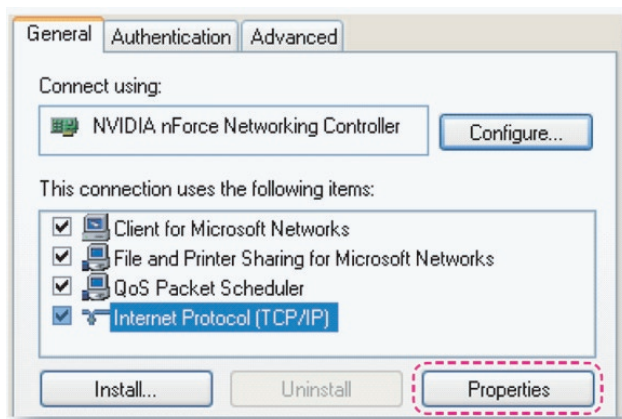 General Authentication Advanced
Connect using:
NVIDIA nForce Networking Controller Configure...
This connection uses the following items:
Client for Microsoft Networks
File and Printer Sharing for Microsoft Networks
QoS Packet Scheduler
Internet Protocol (TCP/IP)
Install... Uninstall Properties